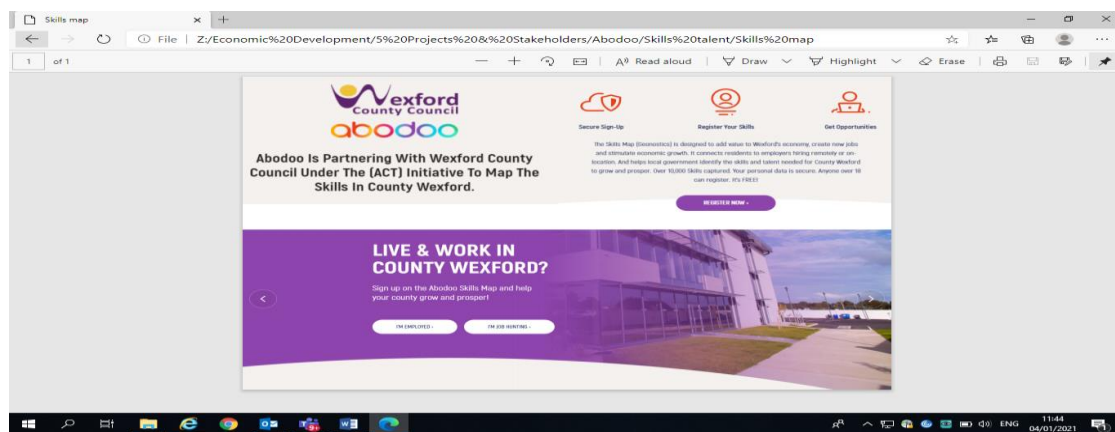 Skills map
File | Z:/Economic%20Development/5%20Projects%20&%20Stakeholders/Abodoo/Skills%20talent/Skills%20map
1 of 1
Read aloud
Draw
Highlight
Erase
Wexford
County Council
abodoo
Abodoo Is Partnering With Wexford County
Council Under The (ACT) Initiative To Map The
Skills In County Wexford.
Secure Sign-Up
Register Your Skills
Get Opportunities
The Skills Map (Geonostics) is designed to add value to Wexford's economy, create new jobs
and stimulate economic growth. It connects residents to employers hiring remotely or on-
location. And helps local government identify the skills and talent needed for County Wexford
to grow and prosper. Over 10,000 Skills captured. Your personal data is secure. Anyone over 18
can register. It's FREE!
REGISTER NOW
LIVE & WORK IN
COUNTY WEXFORD?
Sign up on the Abodoo Skills Map and help
your county grow and prosper!
I'M EMPLOYED
I'M JOB HUNTING
ENG
11:44
04/01/2021